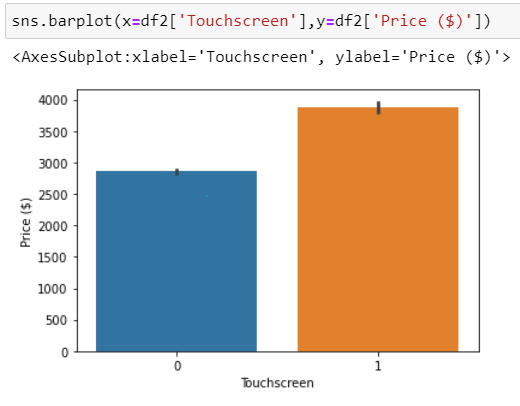 sns.barplot(x=df2['Touchscreen'],y=df2['Price ($)'])
<AxesSubplot:xlabel='Touchscreen', ylabel='Price ($)'>
4000
3500
3000
2500
2000
1500
1000
500
0
Price ($)
0 1
Touchscreen